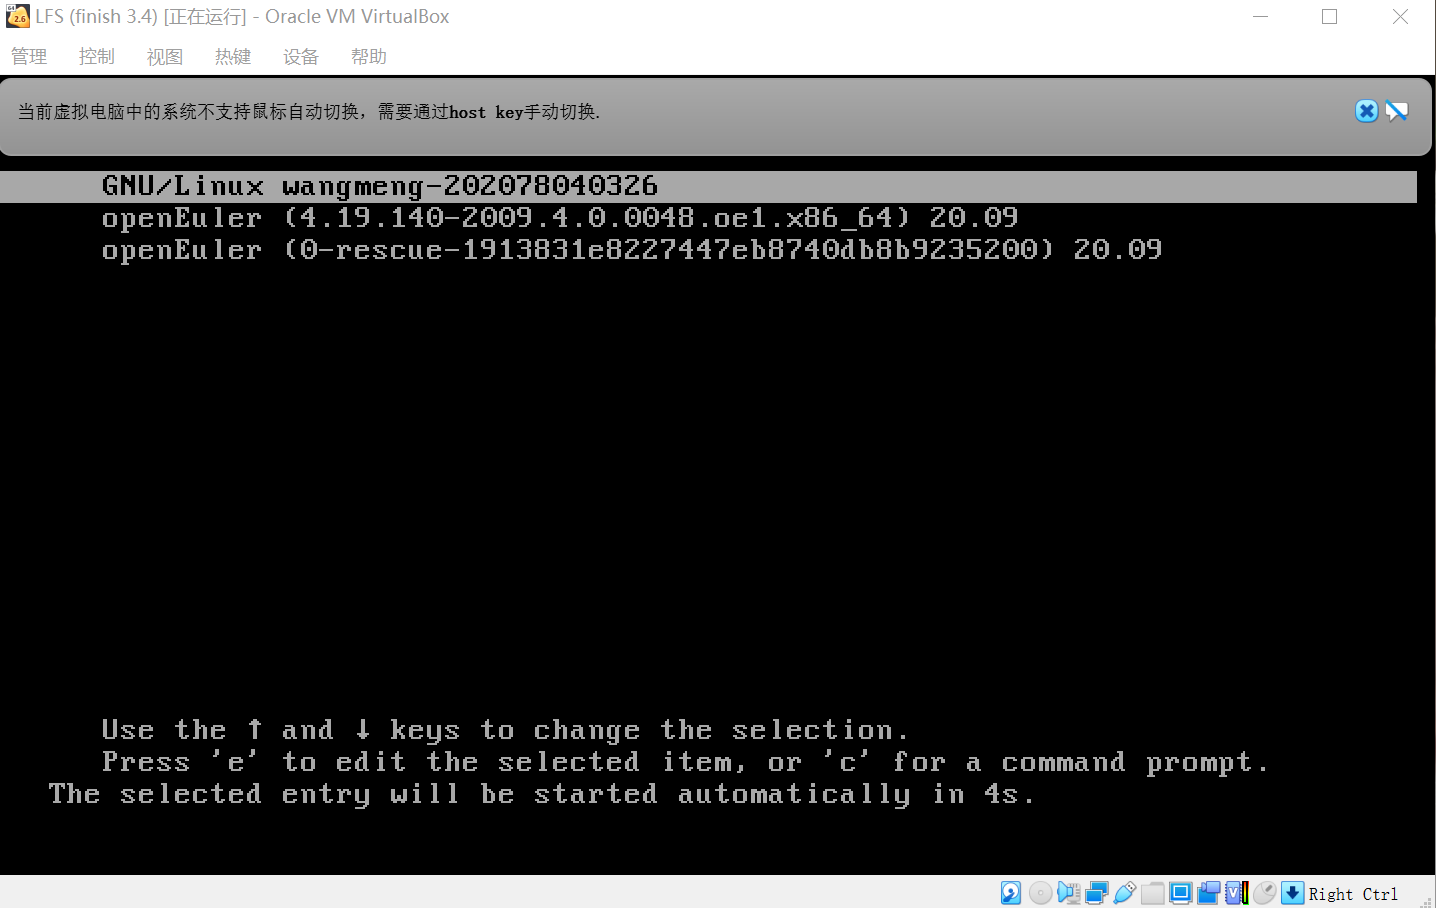 LFS (finish 3.4) [正在运行] - Oracle VM VirtualBox
管理 控制 视图 热键 设备 帮助
当前虚拟电脑中的系统不支持鼠标自动切换，需要通过host key手动切换.
GNU/Linux wangmeng-202078040326
openEuler (4.19.140-2009.4.0.0048.oe1.x86_64) 20.09
openEuler (0-rescue-1913831e8227447eb8740db8b9235200) 20.09
Use the ↑ and ↓ keys to change the selection.
Press 'e' to edit the selected item, or 'c' for a command prompt.
The selected entry will be started automatically in 4s.
Right Ctrl